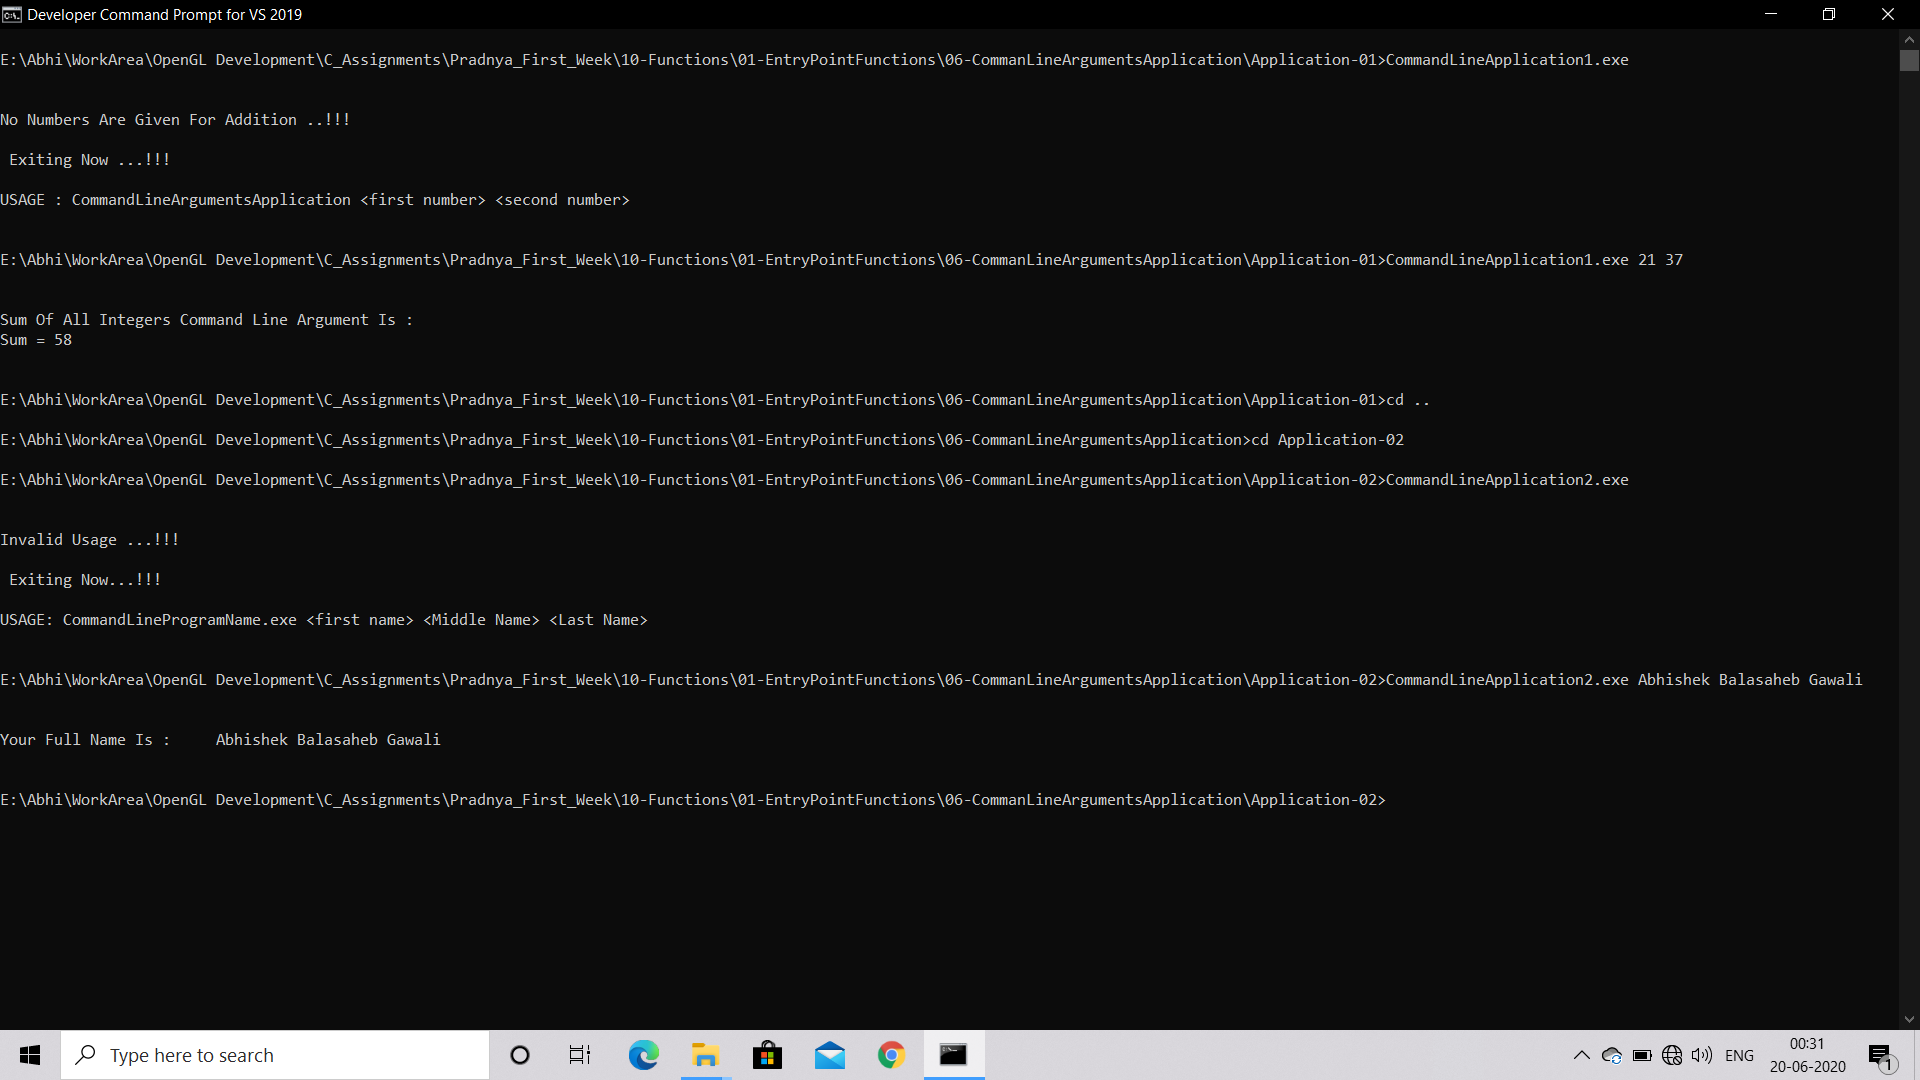 Developer Command Prompt for VS 2019
E:\Abhi\WorkArea\OpenGL Development\C_Assignments\Pradnya_First_Week\10-Functions\01-EntryPointFunctions\06-CommanLineArgumentsApplication\Application-01>CommandLineApplication1.exe
No Numbers Are Given For Addition ..!!!
Exiting Now ...!!!
USAGE : CommandLineArgumentsApplication <first number> <second number>
E:\Abhi\WorkArea\OpenGL Development\C_Assignments\Pradnya_First_Week\10-Functions\01-EntryPointFunctions\06-CommanLineArgumentsApplication\Application-01>CommandLineApplication1.exe 21 37
Sum Of All Integers Command Line Argument Is :
Sum = 58
E:\Abhi\WorkArea\OpenGL Development\C_Assignments\Pradnya_First_Week\10-Functions\01-EntryPointFunctions\06-CommanLineArgumentsApplication\Application-01>cd ..
E:\Abhi\WorkArea\OpenGL Development\C_Assignments\Pradnya_First_Week\10-Functions\01-EntryPointFunctions\06-CommanLineArgumentsApplication>cd Application-02
E:\Abhi\WorkArea\OpenGL Development\C_Assignments\Pradnya_First_Week\10-Functions\01-EntryPointFunctions\06-CommanLineArgumentsApplication\Application-02>CommandLineApplication2.exe
Invalid Usage ...!!!
Exiting Now...!!!
USAGE: CommandLineProgramName.exe <first name> <Middle Name> <Last Name>
E:\Abhi\WorkArea\OpenGL Development\C_Assignments\Pradnya_First_Week\10-Functions\01-EntryPointFunctions\06-CommanLineArgumentsApplication\Application-02>CommandLineApplication2.exe Abhishek Balasaheb Gawali
Your Full Name Is :     Abhishek Balasaheb Gawali
E:\Abhi\WorkArea\OpenGL Development\C_Assignments\Pradnya_First_Week\10-Functions\01-EntryPointFunctions\06-CommanLineArgumentsApplication\Application-02>
Type here to search
ENG
00:31
20-06-2020
1